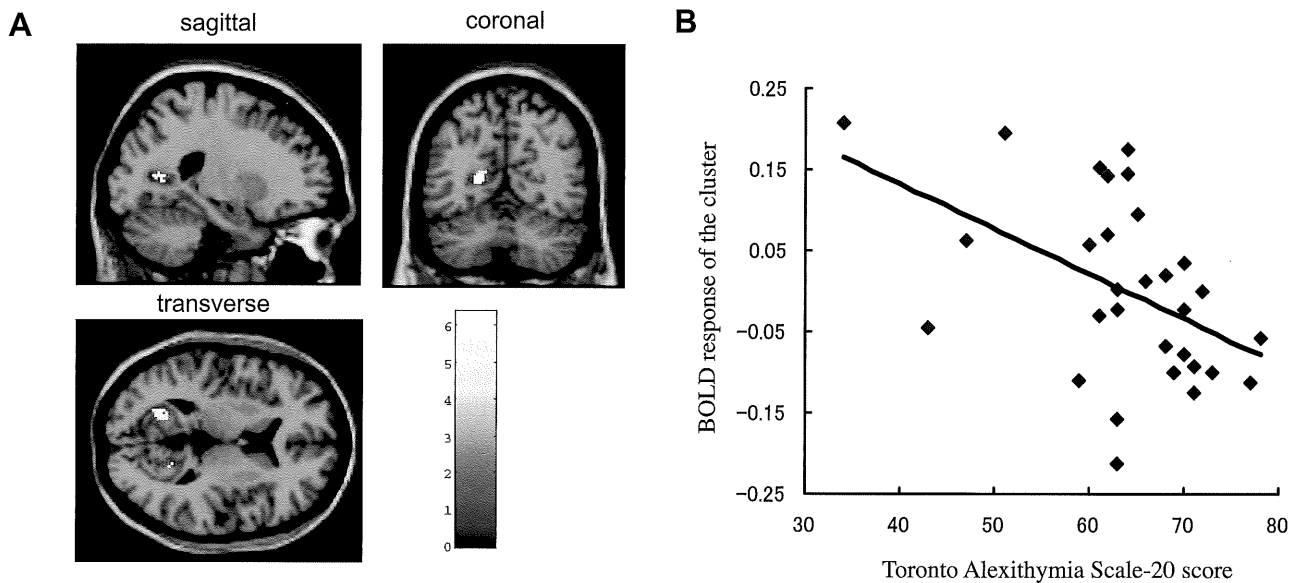 A
sagittal
coronal
transverse
6
5
4
3
2
1
0
B
BOLD response of the cluster
0.25
0.15
0.05
−0.05
−0.15
−0.25
30 40 50 60 70 80
Toronto Alexithymia Scale-20 score